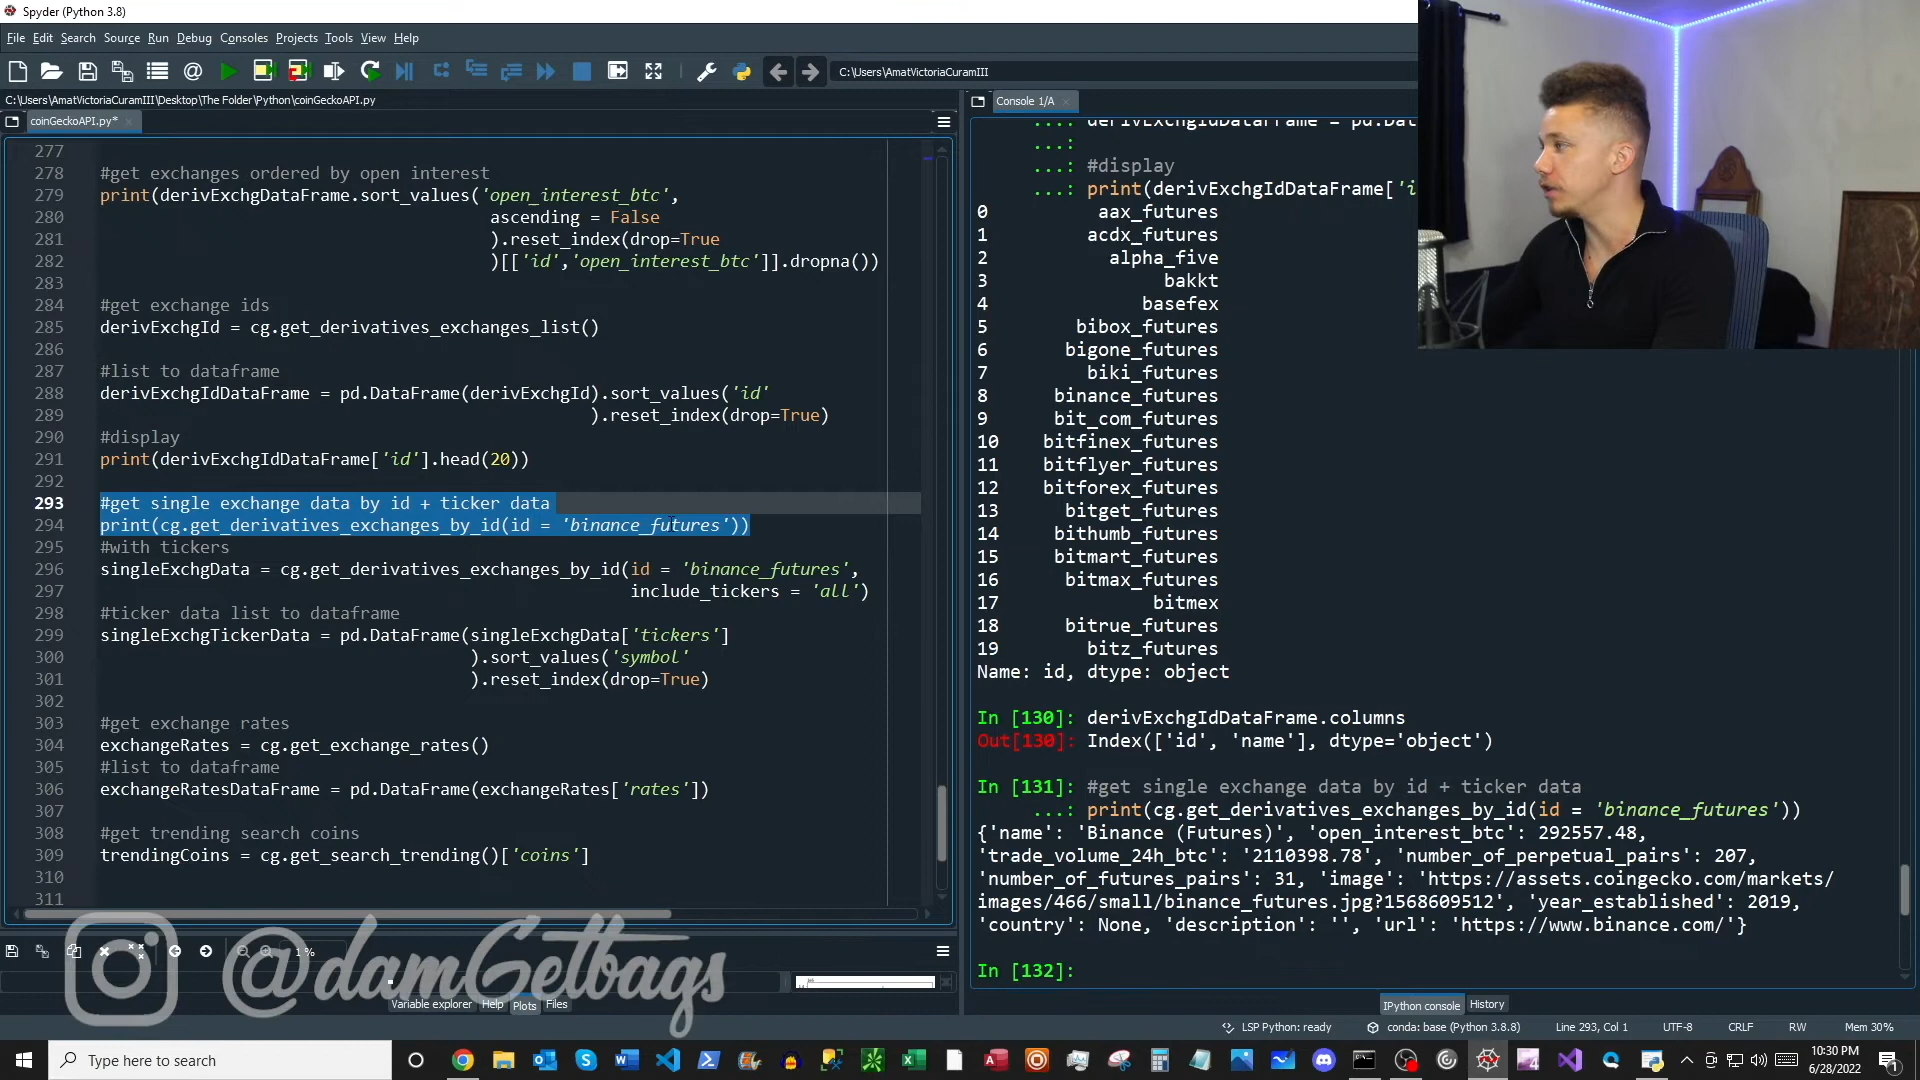 Spyder (Python 3.8)
File Edit Search Source Run Debug Consoles Projects Tools View Help
C:\Users\AmatVictoriaCuramIII
C:\Users\AmatVictoriaCuramIII\Desktop\The Folder\Python\coinGeckoAPI.py
coinGeckoAPI.py*
277
278 #get exchanges ordered by open interest
279 print(derivExchgDataFrame.sort_values('open_interest_btc',
280 ascending = False
281 ).reset_index(drop=True
282 )[['id','open_interest_btc']].dropna())
283
284 #get exchange ids
285 derivExchgId = cg.get_derivatives_exchanges_list()
286
287 #list to dataframe
288 derivExchgIdDataFrame = pd.DataFrame(derivExchgId).sort_values('id'
289 ).reset_index(drop=True)
290 #display
291 print(derivExchgIdDataFrame['id'].head(20))
292
293 #get single exchange data by id + ticker data
294 print(cg.get_derivatives_exchanges_by_id(id = 'binance_futures'))
295 #with tickers
296 singleExchgData = cg.get_derivatives_exchanges_by_id(id = 'binance_futures',
297 include_tickers = 'all')
298 #ticker data list to dataframe
299 singleExchgTickerData = pd.DataFrame(singleExchgData['tickers']
300 ).sort_values('symbol'
301 ).reset_index(drop=True)
302
303 #get exchange rates
304 exchangeRates = cg.get_exchange_rates()
305 #list to dataframe
306 exchangeRatesDataFrame = pd.DataFrame(exchangeRates['rates'])
307
308 #get trending search coins
309 trendingCoins = cg.get_search_trending()['coins']
310
311
1 %
@damGetbags
Variable explorer Help Plots Files
Console 1/A
...: derivExchgIdDataFrame = pd.Dat
...:
...: #display
...: print(derivExchgIdDataFrame['i
0 aax_futures
1 acdx_futures
2 alpha_five
3 bakkt
4 basefex
5 bibox_futures
6 bigone_futures
7 biki_futures
8 binance_futures
9 bit_com_futures
10 bitfinex_futures
11 bitflyer_futures
12 bitforex_futures
13 bitget_futures
14 bithumb_futures
15 bitmart_futures
16 bitmax_futures
17 bitmex
18 bitrue_futures
19 bitz_futures
Name: id, dtype: object
In [130]: derivExchgIdDataFrame.columns
Out[130]: Index(['id', 'name'], dtype='object')
In [131]: #get single exchange data by id + ticker data
...: print(cg.get_derivatives_exchanges_by_id(id = 'binance_futures'))
{'name': 'Binance (Futures)', 'open_interest_btc': 292557.48,
'trade_volume_24h_btc': '2110398.78', 'number_of_perpetual_pairs': 207,
'number_of_futures_pairs': 31, 'image': 'https://assets.coingecko.com/markets/
images/466/small/binance_futures.jpg?1568609512', 'year_established': 2019,
'country': None, 'description': '', 'url': 'https://www.binance.com/'}
In [132]:
IPython console History
LSP Python: ready conda: base (Python 3.8.8) Line 293, Col 1 UTF-8 CRLF RW Mem 30%
Type here to search
10:30 PM
6/28/2022